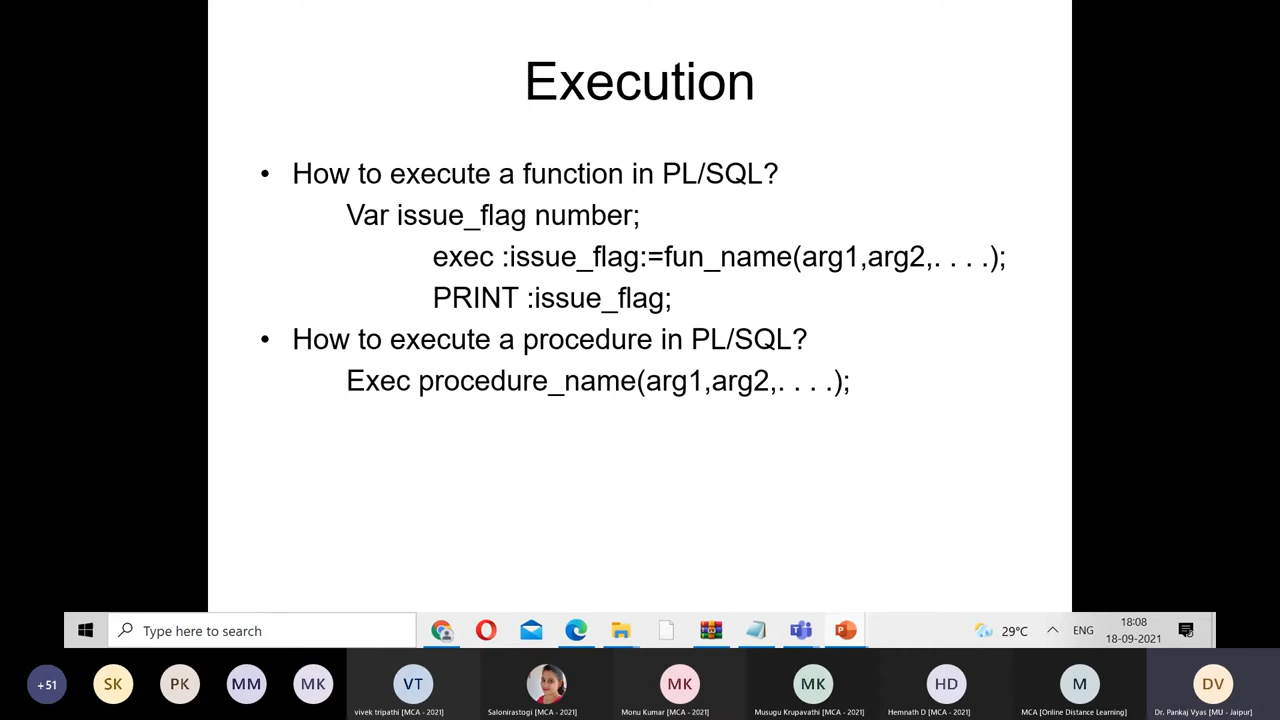 Execution
• How to execute a function in PL/SQL?
Var issue_flag number;
exec :issue_flag:=fun_name(arg1,arg2,. . . .);
PRINT :issue_flag;
• How to execute a procedure in PL/SQL?
Exec procedure_name(arg1,arg2,. . . .);
Type here to search
29°C
ENG
18:08
18-09-2021
+51
SK
PK
MM
MK
VT
MK
MK
HD
M
DV
vivek tripathi [MCA - 2021]
Salonirastogi [MCA - 2021]
Monu Kumar [MCA - 2021]
Musugu Krupavathi [MCA - 2021]
Hemnath D [MCA - 2021]
MCA [Online Distance Learning]
Dr. Pankaj Vyas [MU - Jaipur]